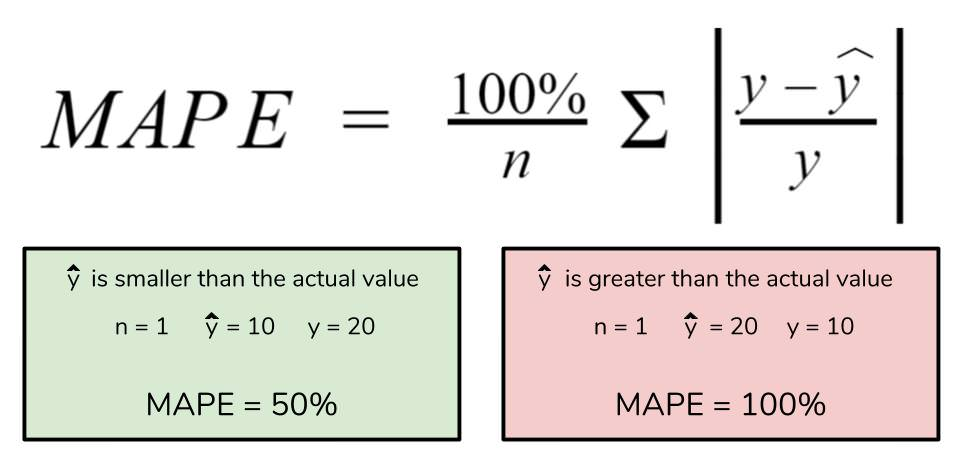 MAPE = 100% / n Σ | y − ŷ / y |
ŷ is smaller than the actual value
n = 1 ŷ = 10 y = 20
MAPE = 50%
ŷ is greater than the actual value
n = 1 ŷ = 20 y = 10
MAPE = 100%